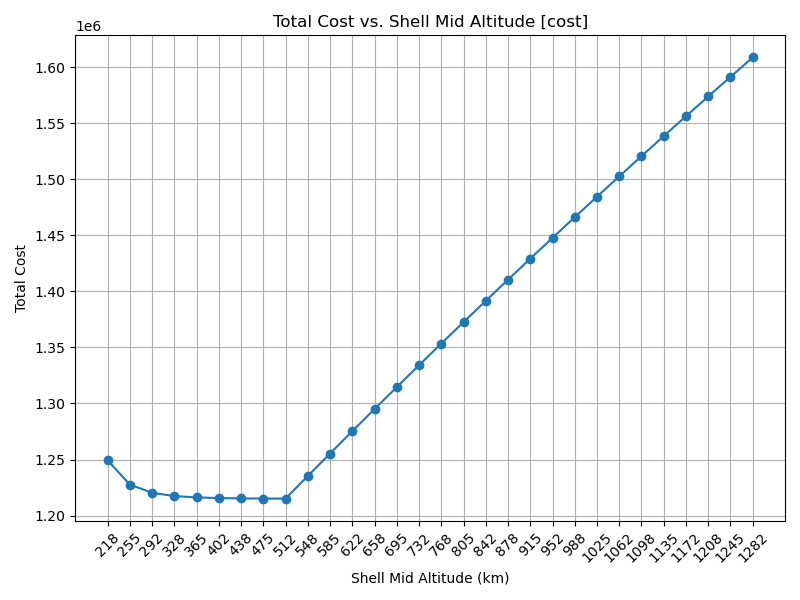 Total Cost vs. Shell Mid Altitude [cost]
1e6
1.60
1.55
1.50
1.45
1.40
1.35
1.30
1.25
1.20
Total Cost
218 255 292 328 365 402 438 475 512 548 585 622 658 695 732 768 805 842 878 915 952 988 1025 1062 1098 1135 1172 1208 1245 1282
Shell Mid Altitude (km)